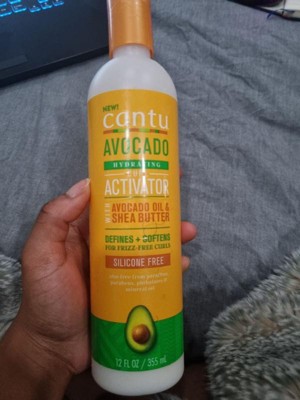 NEW!
cantu
AVOCADO
HYDRATING
ACTIVATOR
WITH AVOCADO OIL &
SHEA BUTTER
DEFINES + SOFTENS
FOR FRIZZ-FREE CURLS
SILICONE FREE
12 FL OZ / 355 mL